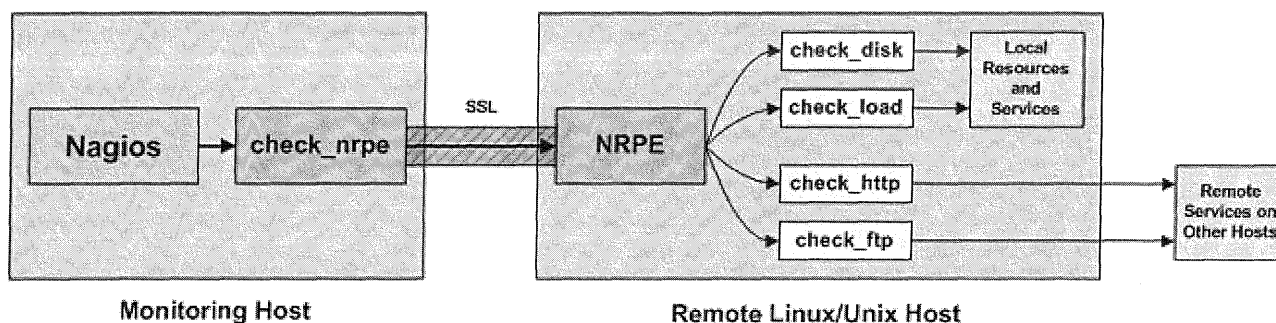 Nagios
check_nrpe
SSL
NRPE
check_disk
check_load
check_http
check_ftp
Local
Resources
and
Services
Remote
Services on
Other Hosts
Monitoring Host
Remote Linux/Unix Host